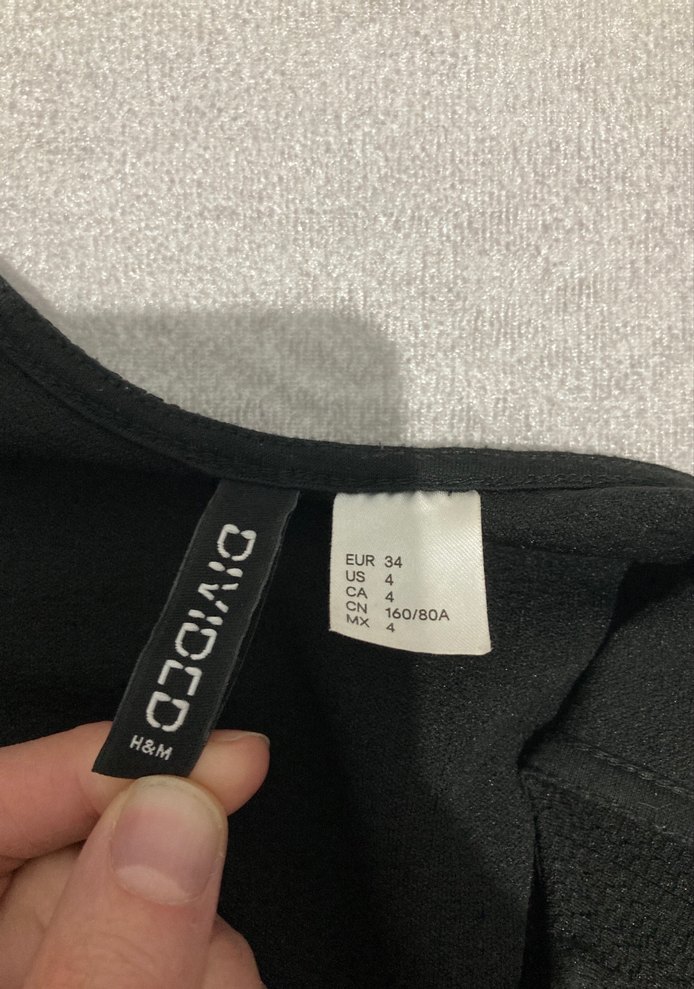 DIVIDED
H&M
EUR 34
US 4
CA 4
CN 160/80A
MX 4